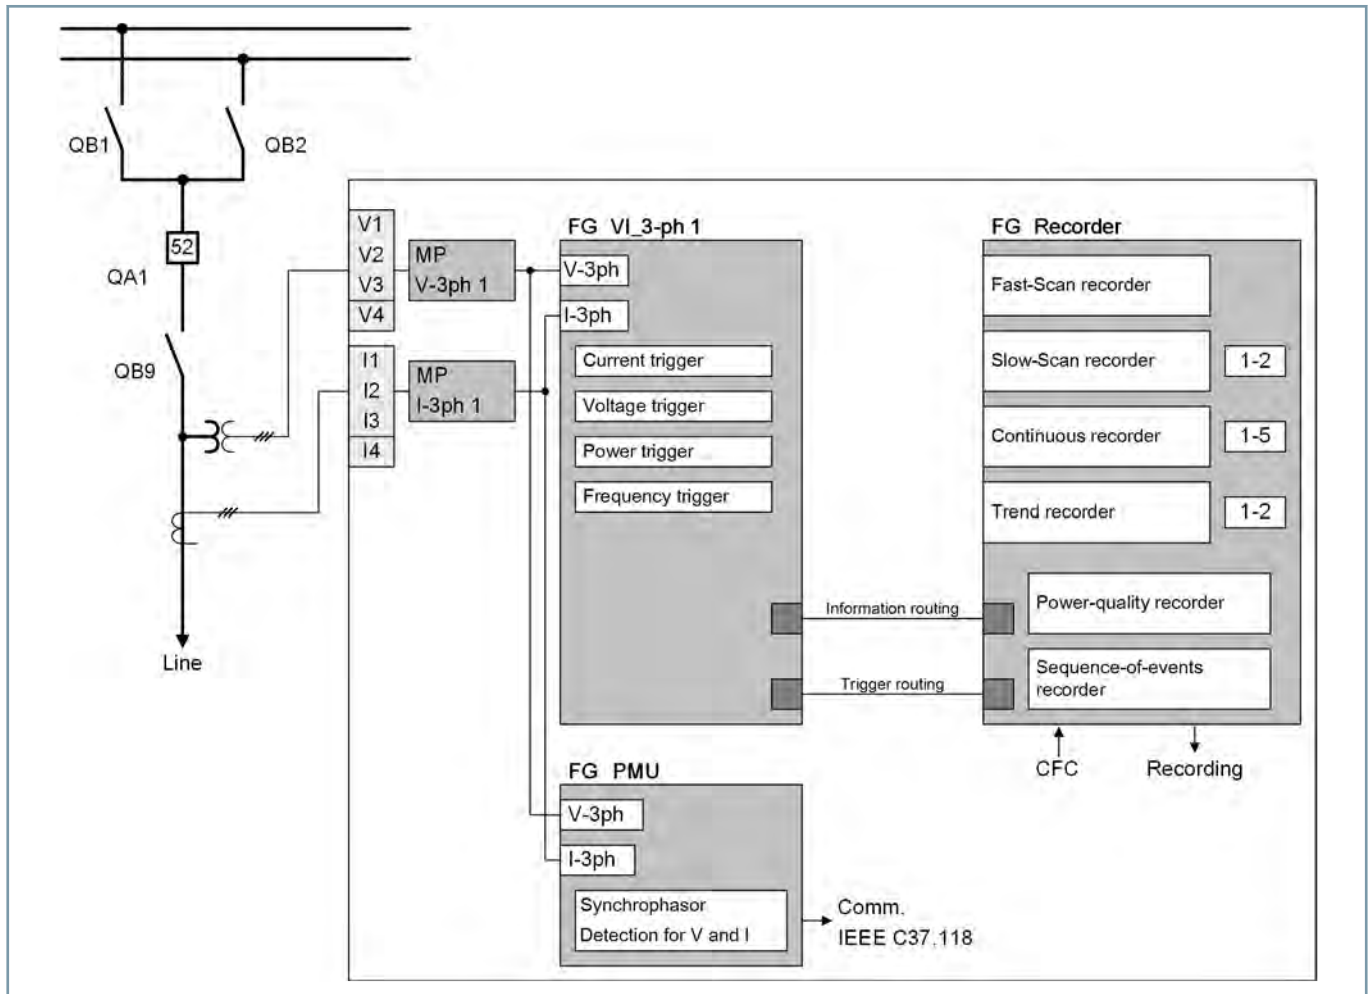 QB1
QB2
52
QA1
QB9
Line
V1
V2
V3
V4
I1
I2
I3
I4
MP
V-3ph 1
MP
I-3ph 1
FG VI_3-ph 1
V-3ph
I-3ph
Current trigger
Voltage trigger
Power trigger
Frequency trigger
Information routing
Trigger routing
FG Recorder
Fast-Scan recorder
Slow-Scan recorder
1-2
Continuous recorder
1-5
Trend recorder
1-2
Power-quality recorder
Sequence-of-events
recorder
CFC
Recording
FG PMU
V-3ph
I-3ph
Synchrophasor
Detection for V and I
Comm.
IEEE C37.118